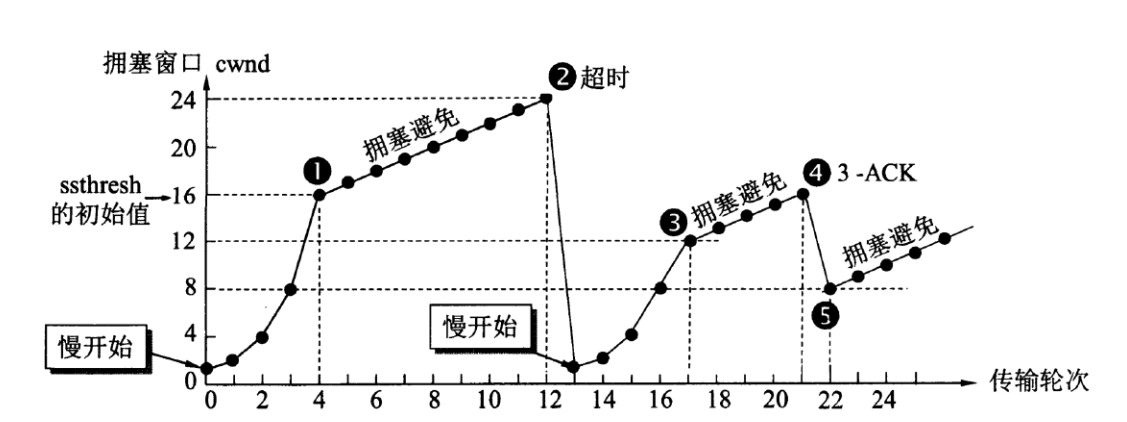 拥塞窗口 cwnd
❷ 超时
24
拥塞避免
20
❶
❹ 3 -ACK
ssthresh
的初始值
16
❸ 拥塞避免
12
拥塞避免
8
❺
慢开始
4
慢开始
0
0 2 4 6 8 10 12 14 16 18 20 22 24
传输轮次